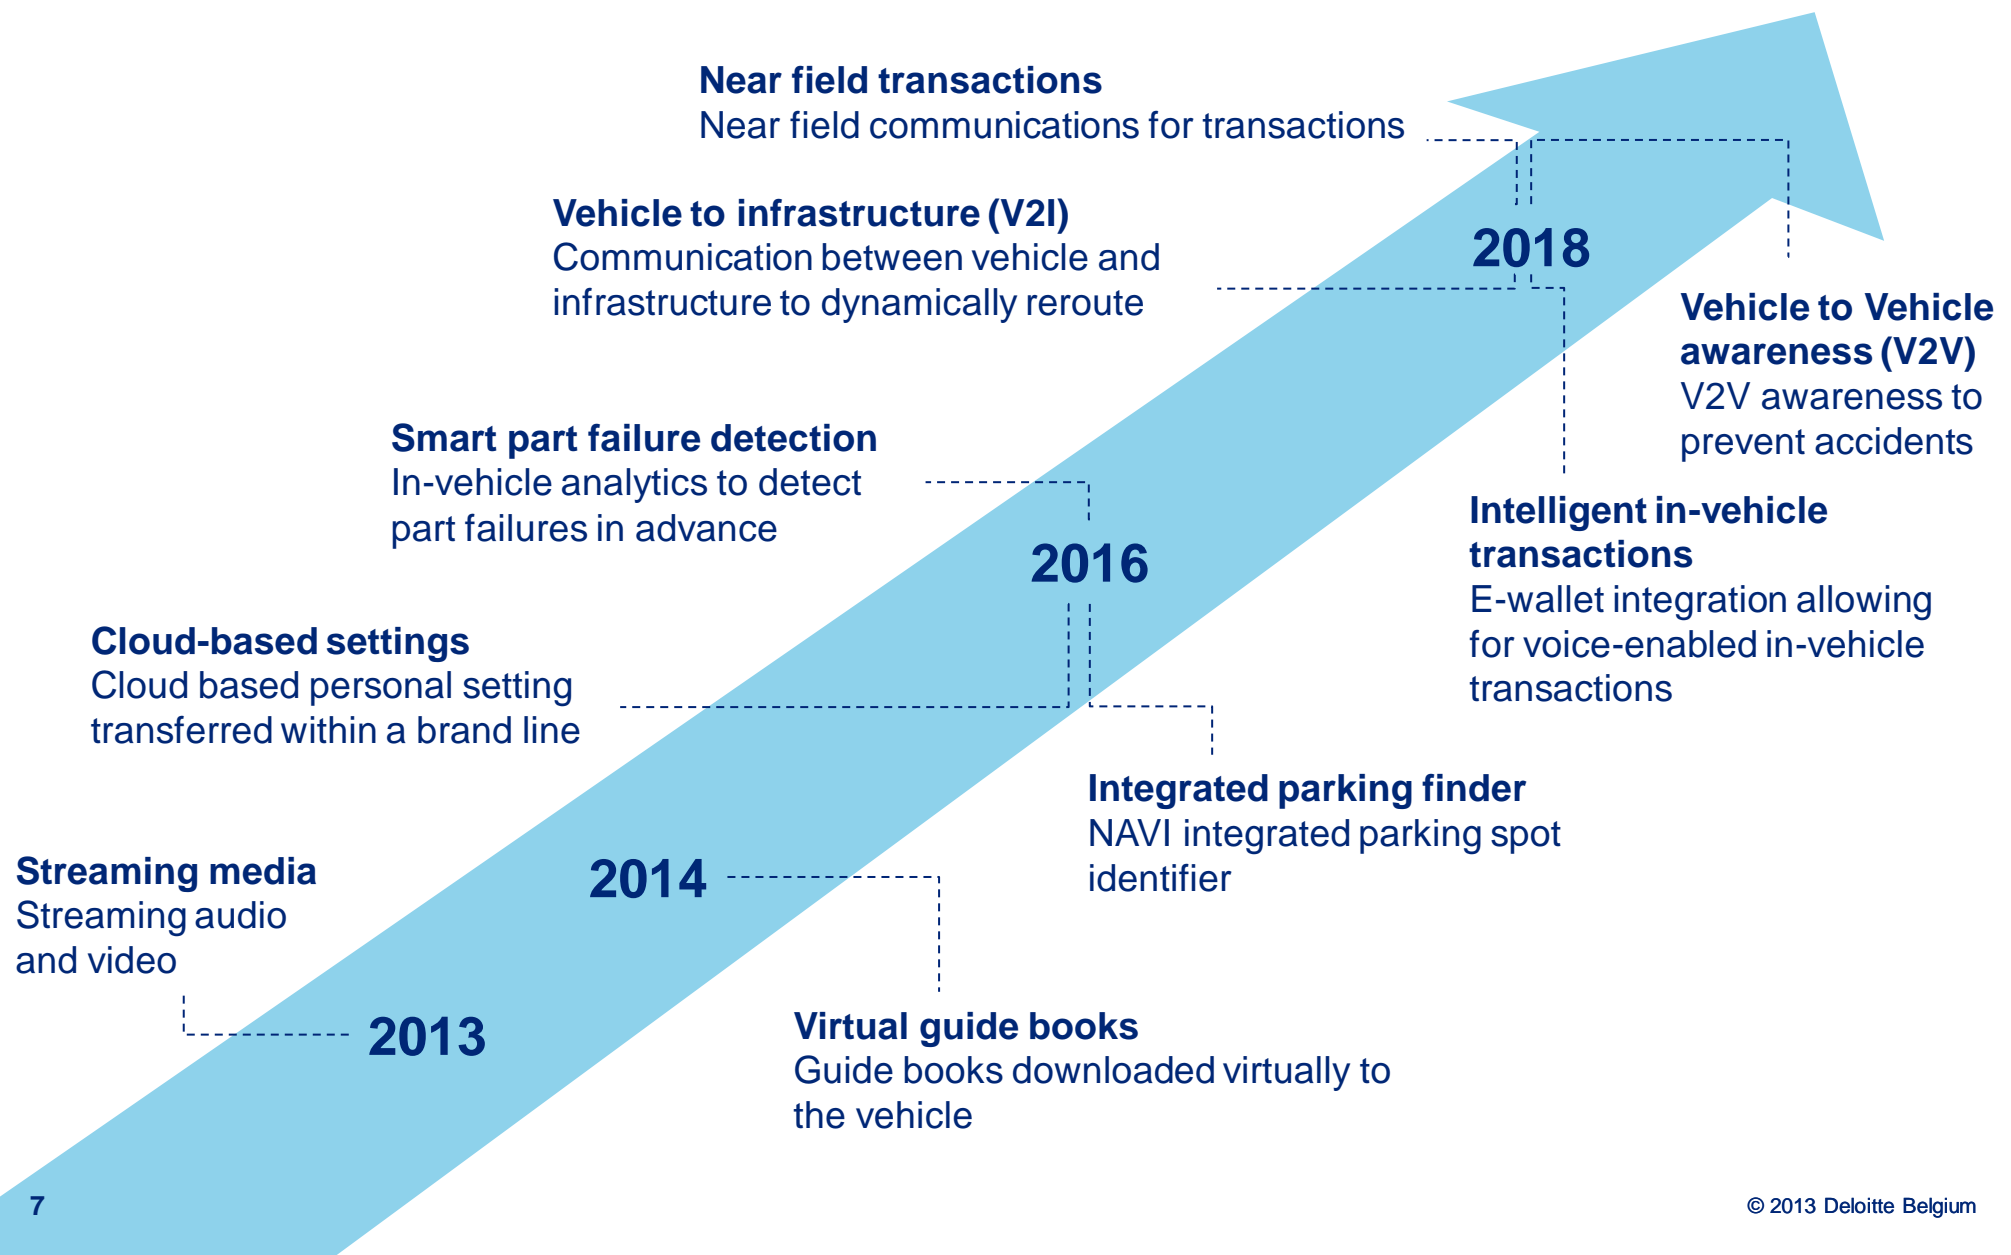 Near field transactions
Near field communications for transactions
Vehicle to infrastructure (V2I)
Communication between vehicle and
infrastructure to dynamically reroute
2018
Vehicle to Vehicle
awareness (V2V)
V2V awareness to
prevent accidents
Smart part failure detection
In-vehicle analytics to detect
part failures in advance
2016
Intelligent in-vehicle
transactions
E-wallet integration allowing
for voice-enabled in-vehicle
transactions
Cloud-based settings
Cloud based personal setting
transferred within a brand line
Integrated parking finder
NAVI integrated parking spot
identifier
Streaming media
Streaming audio
and video
2014
2013
Virtual guide books
Guide books downloaded virtually to
the vehicle
7
© 2013 Deloitte Belgium